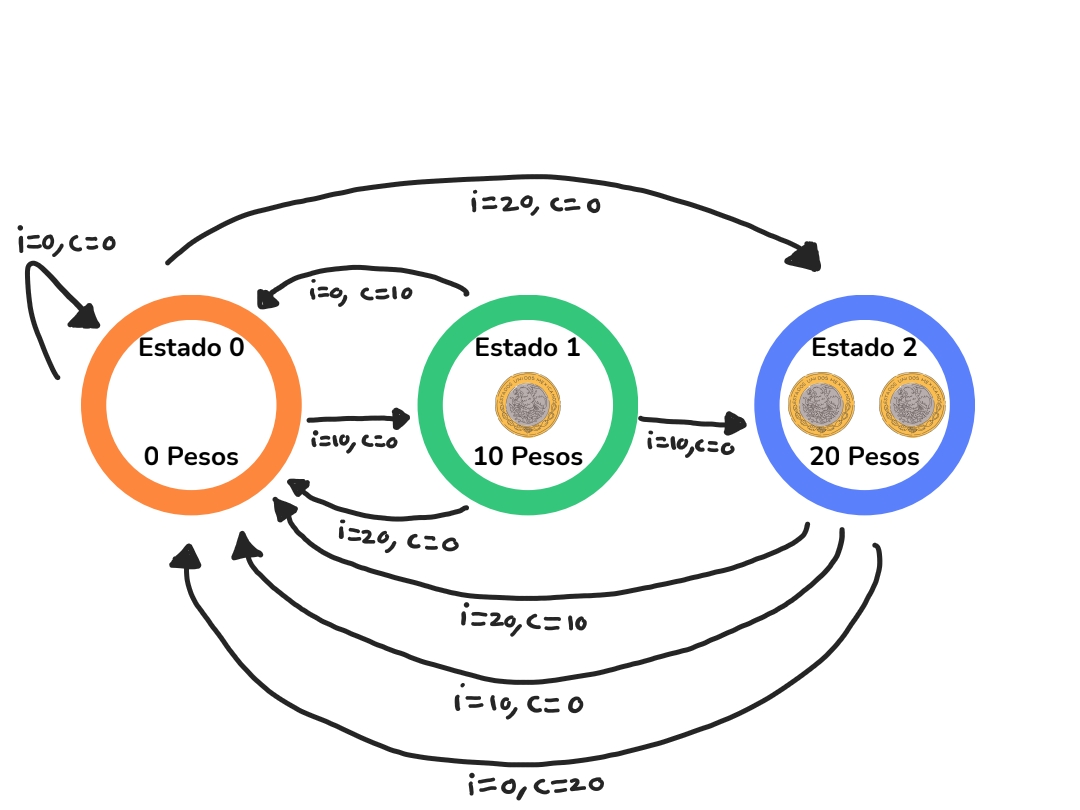 i=20, c=0
i=0, c=0
i=0, c=10
Estado 0
Estado 1
Estado 2
i=10, c=0
i=10, c=0
0 Pesos
10 Pesos
20 Pesos
i=20, c=0
i=20, c=10
i=10, c=0
i=0, c=20